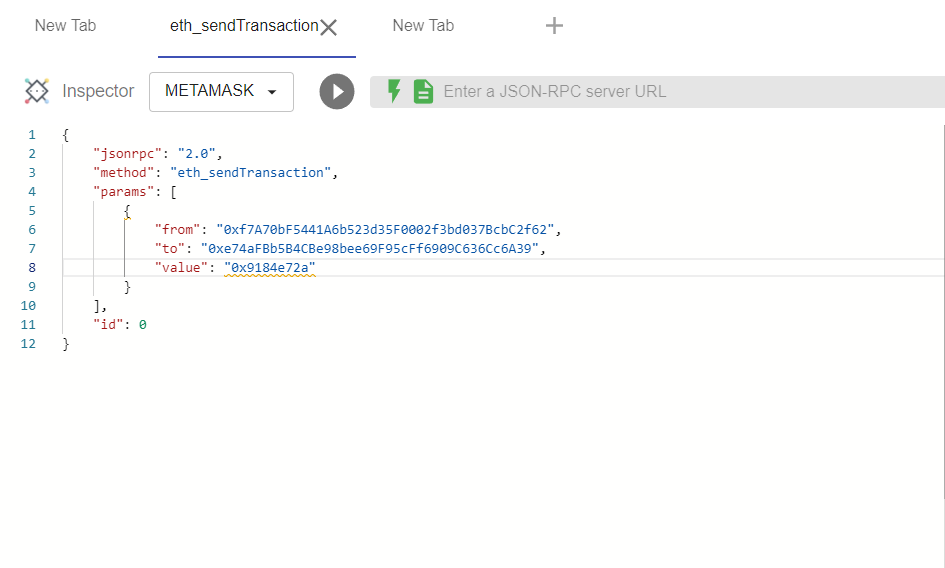 New Tab eth_sendTransaction New Tab
Inspector METAMASK Enter a JSON-RPC server URL
1 {
2 "jsonrpc": "2.0",
3 "method": "eth_sendTransaction",
4 "params": [
5 {
6 "from": "0xf7A70bF5441A6b523d35F0002f3bd037BcbC2f62",
7 "to": "0xe74aFBb5B4CBe98bee69F95cFf6909C636Cc6A39",
8 "value": "0x9184e72a"
9 }
10 ],
11 "id": 0
12 }